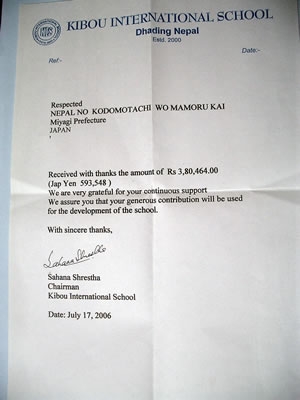 KIBOU INTERNATIONAL SCHOOL
Dhading Nepal
Estd. 2000
Ref:-
Date:-
Respected
NEPAL NO KODOMOTACHI WO MAMORU KAI
Miyagi Prefecture
JAPAN
Received with thanks the amount of Rs 3,80,464.00
(Jap Yen 593,548 )
We are very grateful for your continuous support
We assure you that your generous contribution will be used
for the development of the school.
With sincere thanks,
Sahana Shrestha
Sahana Shrestha
Chairman
Kibou International School
Date: July 17, 2006